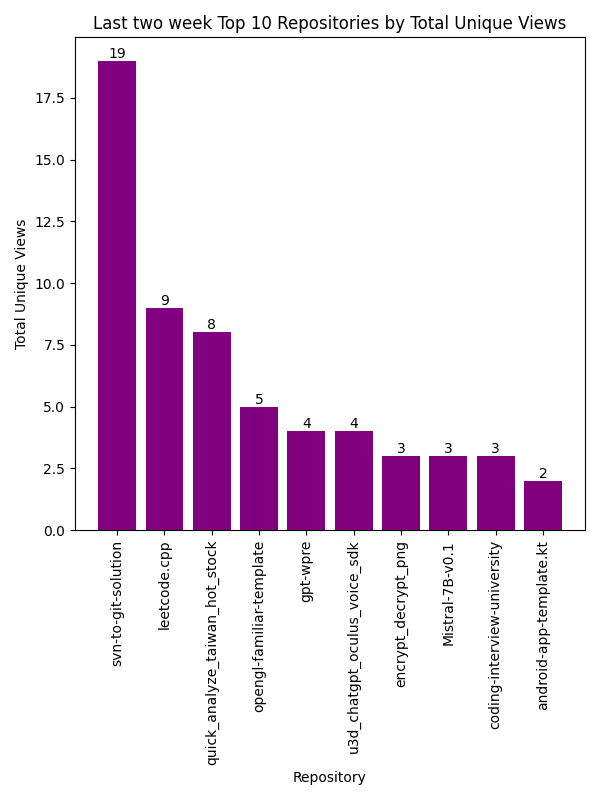 Last two week Top 10 Repositories by Total Unique Views
Total Unique Views
17.5
15.0
12.5
10.0
7.5
5.0
2.5
0.0
19
9
8
5
4
4
3
3
3
2
svn-to-git-solution
leetcode.cpp
quick_analyze_taiwan_hot_stock
opengl-familiar-template
gpt-wpre
u3d_chatgpt_oculus_voice_sdk
encrypt_decrypt_png
Mistral-7B-v0.1
coding-interview-university
android-app-template.kt
Repository